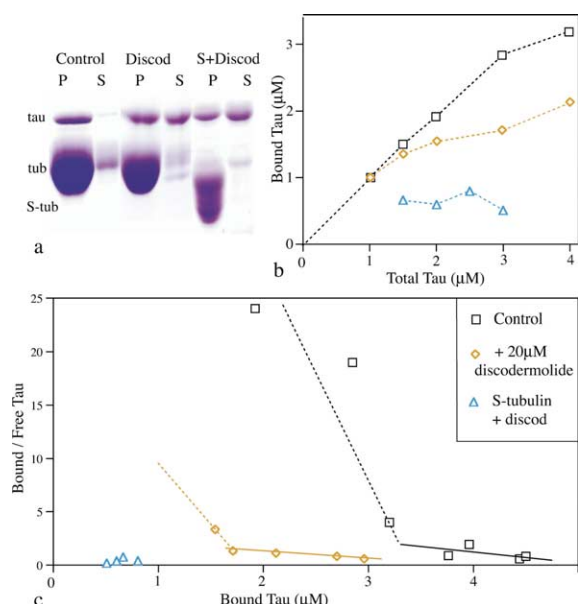 Control Discod S+Discod
P S P S P S
tau
tub
S-tub
a
Bound Tau (μM)
3
2
1
0
0 1 2 3 4
Total Tau (μM)
b
Bound / Free Tau
25
20
15
10
5
0
0 1 2 3 4
Bound Tau (μM)
c
Control
+ 20μM
discodermolide
S-tubulin
+ discod